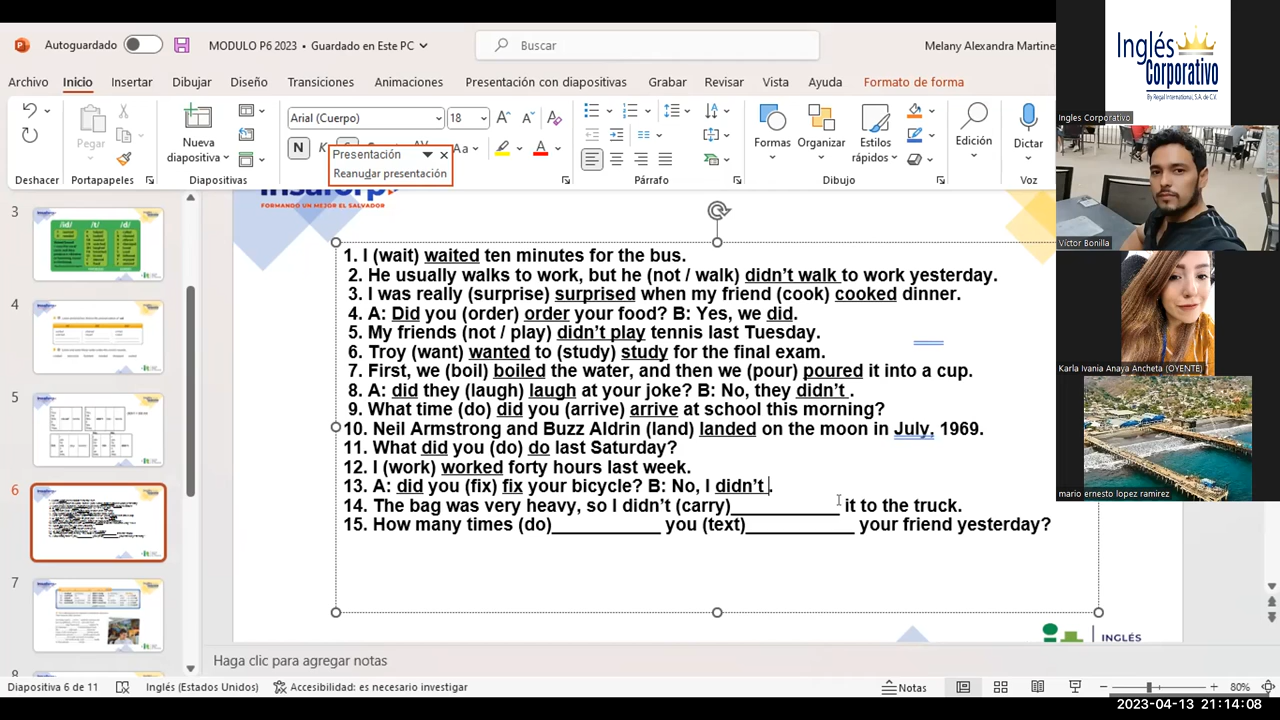 Autoguardado
MODULO P6 2023 • Guardado en Este PC
Buscar
Melany Alexandra Martine
Archivo Inicio Insertar Dibujar Diseño Transiciones Animaciones Presentación con diapositivas Grabar Revisar Vista Ayuda Formato de forma
Pegar
Nueva diapositiva
Arial (Cuerpo) 18
N K
Aa
Presentación
Reanudar presentación
Formas Organizar Estilos rápidos
Edición
Dictar
Deshacer Portapapeles Diapositivas Párrafo Dibujo Voz
FORMANDO UN MEJOR EL SALVADOR
1. I (wait) waited ten minutes for the bus.
2. He usually walks to work, but he (not / walk) didn't walk to work yesterday.
3. I was really (surprise) surprised when my friend (cook) cooked dinner.
4. A: Did you (order) order your food? B: Yes, we did.
5. My friends (not / play) didn't play tennis last Tuesday.
6. Troy (want) wanted to (study) study for the final exam.
7. First, we (boil) boiled the water, and then we (pour) poured it into a cup.
8. A: did they (laugh) laugh at your joke? B: No, they didn't .
9. What time (do) did you (arrive) arrive at school this morning?
10. Neil Armstrong and Buzz Aldrin (land) landed on the moon in July, 1969.
11. What did you (do) do last Saturday?
12. I (work) worked forty hours last week.
13. A: did you (fix) fix your bicycle? B: No, I didn't .
14. The bag was very heavy, so I didn't (carry)___________ it to the truck.
15. How many times (do)___________ you (text)___________ your friend yesterday?
INGLÉS
3
4
5
6
7
8
Haga clic para agregar notas
Diapositiva 6 de 11
Inglés (Estados Unidos)
Accesibilidad: es necesario investigar
Notas
80%
Inglés Corporativo
By Regal International, S.A. de C.V.
Ingles Corporativo
Víctor Bonilla
Karla Ivania Anaya Ancheta (OYENTE)
mario ernesto lopez ramirez
2023-04-13 21:14:08